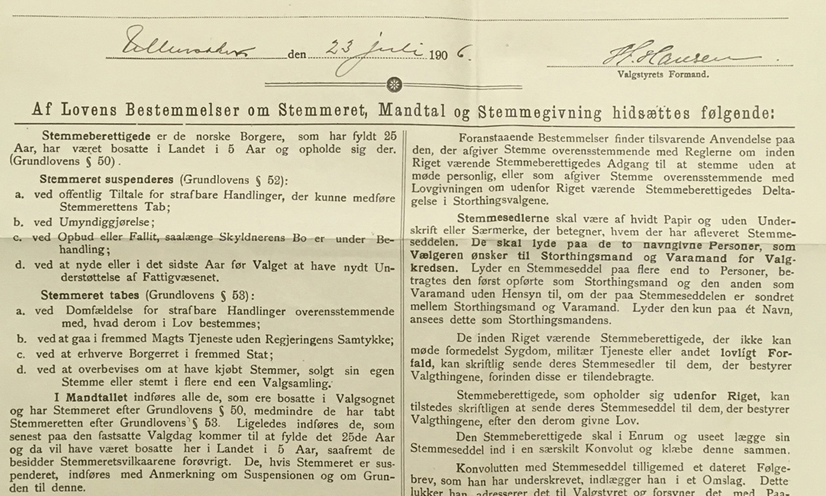 den 23 juli 1906.
H. Hansen
Valgstyrets Formand.
Af Lovens Bestemmelser om Stemmeret, Mandtal og Stemmegivning hidsættes følgende:
Stemmeberettigede er de norske Borgere, som har fyldt 25
Aar, har været bosatte i Landet i 5 Aar og opholde sig der.
(Grundlovens § 50).
Stemmeret suspenderes (Grundlovens § 52):
a. ved offentlig Tiltale for strafbare Handlinger, der kunne medføre
Stemmerettens Tab;
b. ved Umyndiggjørelse;
c. ved Opbud eller Fallit, saalænge Skyldnerens Bo er under Be-
handling;
d. ved at nyde eller i det sidste Aar før Valget at have nydt Un-
derstøttelse af Fattigvæsenet.
Stemmeret tabes (Grundlovens § 53):
a. ved Domfældelse for strafbare Handlinger overensstemmende
med, hvad derom i Lov bestemmes;
b. ved at gaa i fremmed Magts Tjeneste uden Regjeringens Samtykke;
c. ved at erhverve Borgerret i fremmed Stat;
d. ved at overbevises om at have kjøbt Stemmer, solgt sin egen
Stemme eller stemt i flere end en Valgsamling.
I Mandtallet indføres alle de, som ere bosatte i Valgsognet
og har Stemmeret efter Grundlovens § 50, medmindre de har tabt
Stemmeretten efter Grundlovens § 53. Ligeledes indføres de, som
senest paa den fastsatte Valgdag kommer til at fylde det 25de Aar
og da vil have været bosatte her i Landet i 5 Aar, saafremt de
besidder Stemmeretsvilkaarene forøvrigt. De, hvis Stemmeret er sus-
penderet, indføres med Anmerkning om Suspensionen og om Grun-
den til denne.
Foranstaaende Bestemmelser finder tilsvarende Anvendelse paa
den, der afgiver Stemme overensstemmende med Reglerne om inden
Riget værende Stemmeberettigedes Adgang til at stemme uden at
møde personlig, eller som afgiver Stemme overensstemmende med
Lovgivningen om udenfor Riget værende Stemmeberettigedes Delta-
gelse i Storthingsvalgene.
Stemmesedlerne skal være af hvidt Papir og uden Under-
skrift eller Særmerke, der betegner, hvem der har afleveret Stemme-
seddelen. De skal lyde paa de to navngivne Personer, som
Vælgeren ønsker til Storthingsmand og Varamand for Valg-
kredsen. Lyder en Stemmeseddel paa flere end to Personer, be-
tragtes den først opførte som Storthingsmand og den anden som
Varamand uden Hensyn til, om der paa Stemmeseddelen er sondret
mellem Storthingsmand og Varamand. Lyder den kun paa ét Navn,
ansees dette som Storthingsmandens.
De inden Riget værende Stemmeberettigede, der ikke kan
møde formedelst Sygdom, militær Tjeneste eller andet lovligt For-
fald, kan skriftlig sende deres Stemmesedler til dem, der bestyrer
Valgthingene, forinden disse er tilendebragte.
Stemmeberettigede, som opholder sig udenfor Riget, kan
tilstedes skriftligen at sende deres Stemmeseddel til dem, der bestyrer
Valgthingene, efter den derom givne Lov.
Den Stemmeberettigede skal i Enrum og useet lægge sin
Stemmeseddel ind i en særskilt Konvolut og klæbe denne sammen.
Konvolutten med Stemmeseddel tilligemed et dateret Følge-
brev, som han har underskrevet, indlægger han i et Omslag. Dette
lukker han, adresserer det til Valgstyret og forsyner det med Paa-